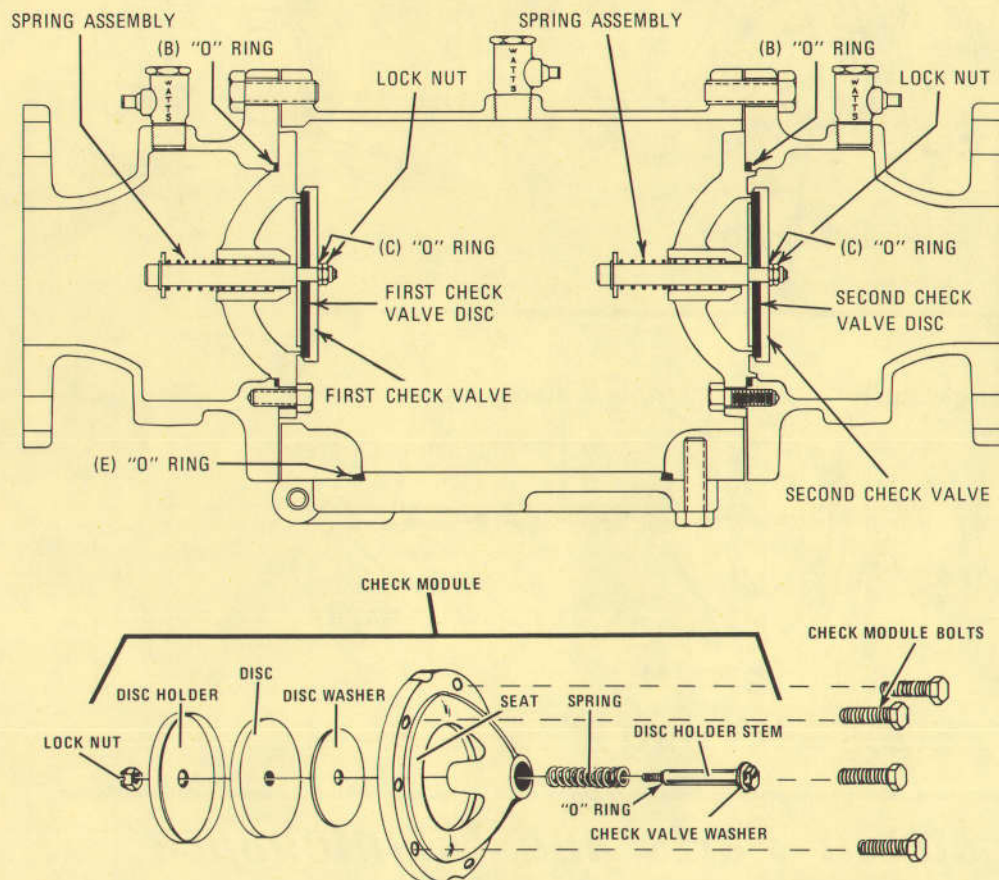 SPRING ASSEMBLY
(B) "O" RING
LOCK NUT
SPRING ASSEMBLY
(B) "O" RING
LOCK NUT
WATTS
WATTS
WATTS
(C) "O" RING
FIRST CHECK
VALVE DISC
FIRST CHECK VALVE
(C) "O" RING
SECOND CHECK
VALVE DISC
SECOND CHECK VALVE
(E) "O" RING
CHECK MODULE
CHECK MODULE BOLTS
DISC HOLDER
DISC
DISC WASHER
SEAT
SPRING
DISC HOLDER STEM
LOCK NUT
"O" RING
CHECK VALVE WASHER